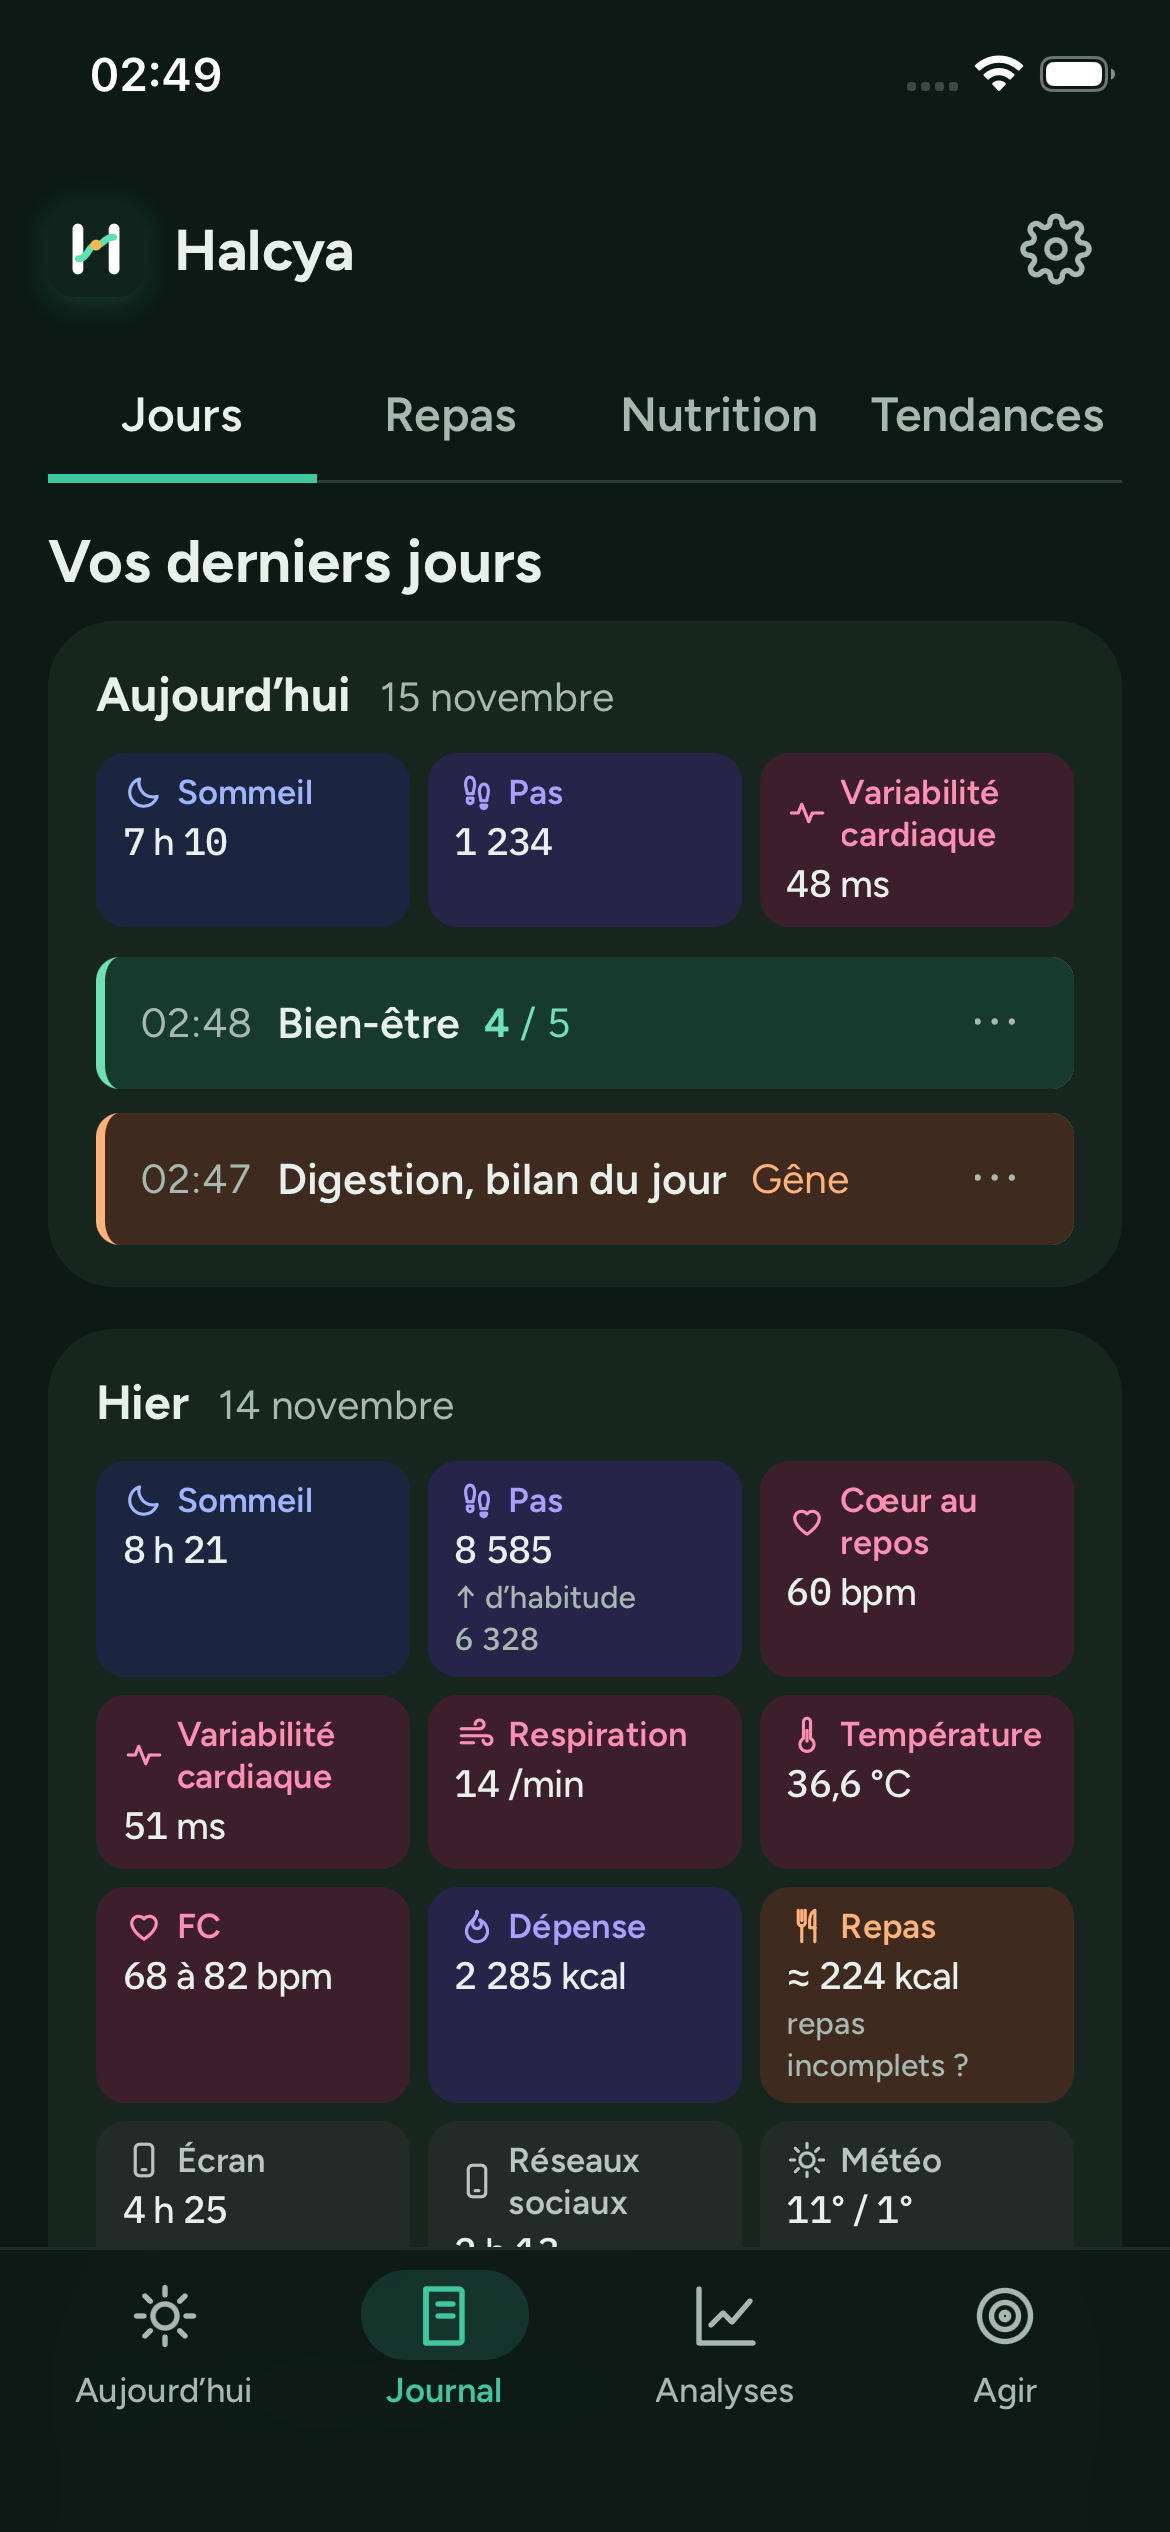 02:49
Halcya
Jours Repas Nutrition Tendances
Vos derniers jours
Aujourd’hui 15 novembre
Sommeil
7 h 10
Pas
1 234
Variabilité
cardiaque
48 ms
02:48 Bien-être 4 / 5
02:47 Digestion, bilan du jour Gêne
Hier 14 novembre
Sommeil
8 h 21
Pas
8 585
↑ d’habitude
6 328
Cœur au
repos
60 bpm
Variabilité
cardiaque
51 ms
Respiration
14 /min
Température
36,6 °C
FC
68 à 82 bpm
Dépense
2 285 kcal
Repas
≈ 224 kcal
repas
incomplets ?
Écran
4 h 25
Réseaux
sociaux
Météo
11° / 1°
Aujourd’hui Journal Analyses Agir